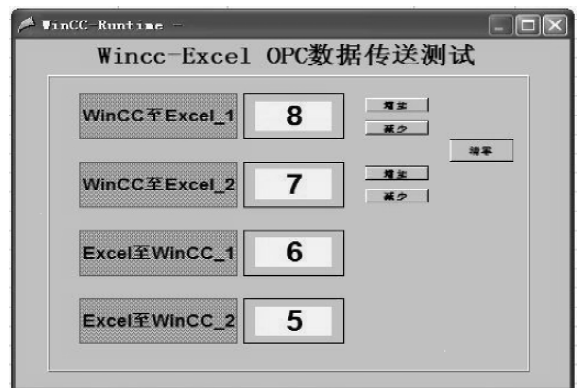 WinCC-Runtime -
Wincc-Excel OPC数据传送测试
WinCC至Excel_1
8
增加
减少
清零
WinCC至Excel_2
7
增加
减少
Excel至WinCC_1
6
Excel至WinCC_2
5